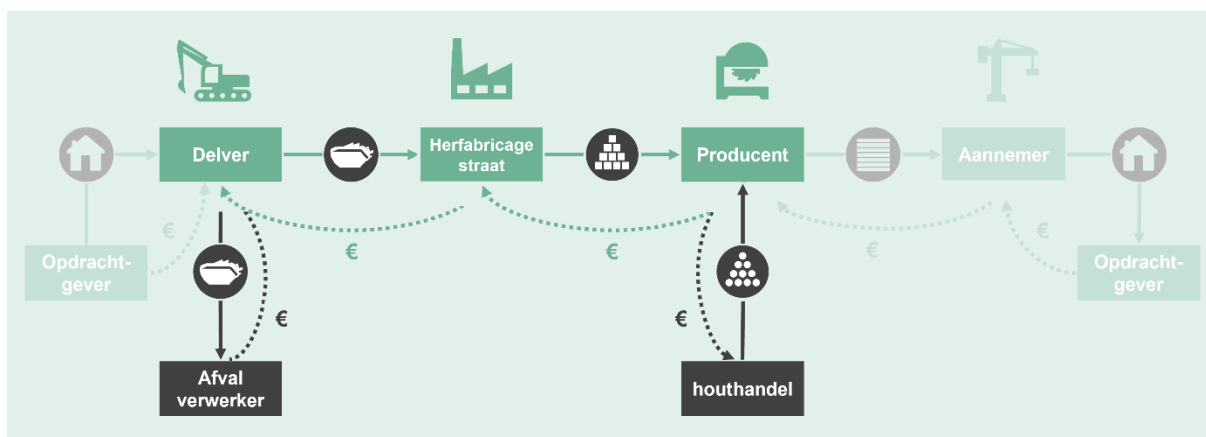 Delver
Herfabricage
straat
Producent
Aannemer
€
€
€
€
€
Opdracht-
gever
Opdracht-
gever
€
€
Afval
verwerker
houthandel